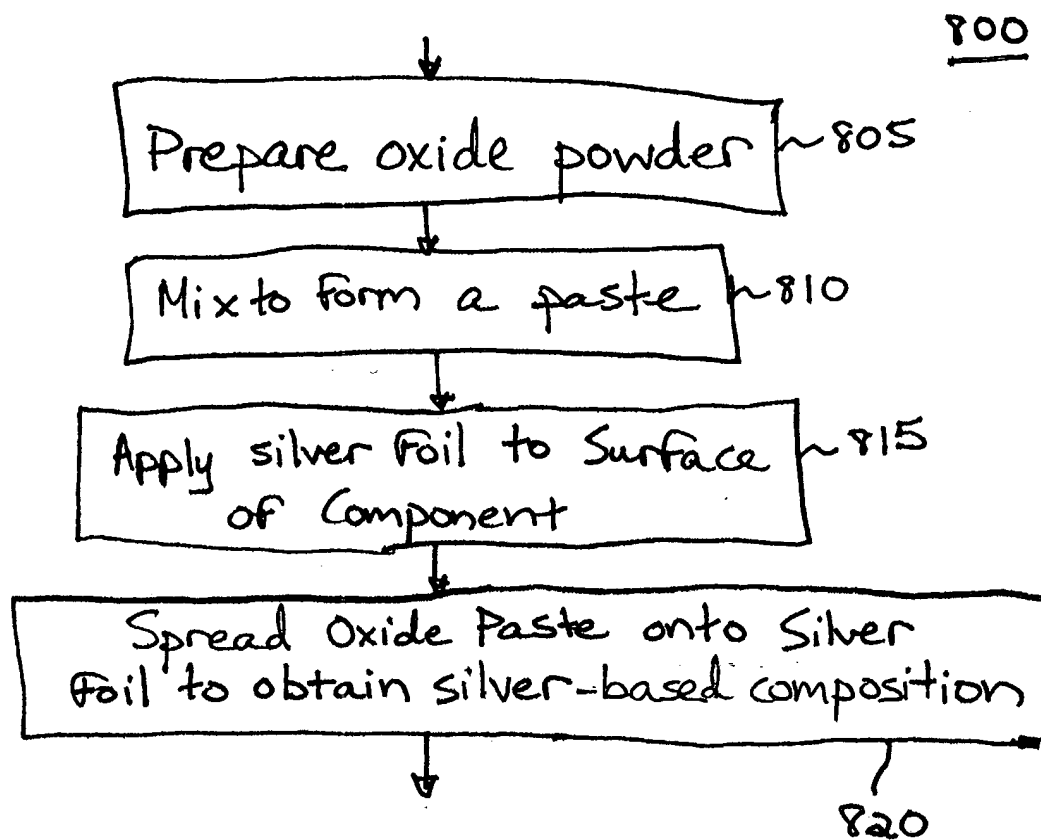 800
Prepare oxide powder ~805
Mix to form a paste ~810
Apply silver Foil to Surface ~815
of Component
Spread Oxide Paste onto Silver
Foil to obtain silver-based composition
820